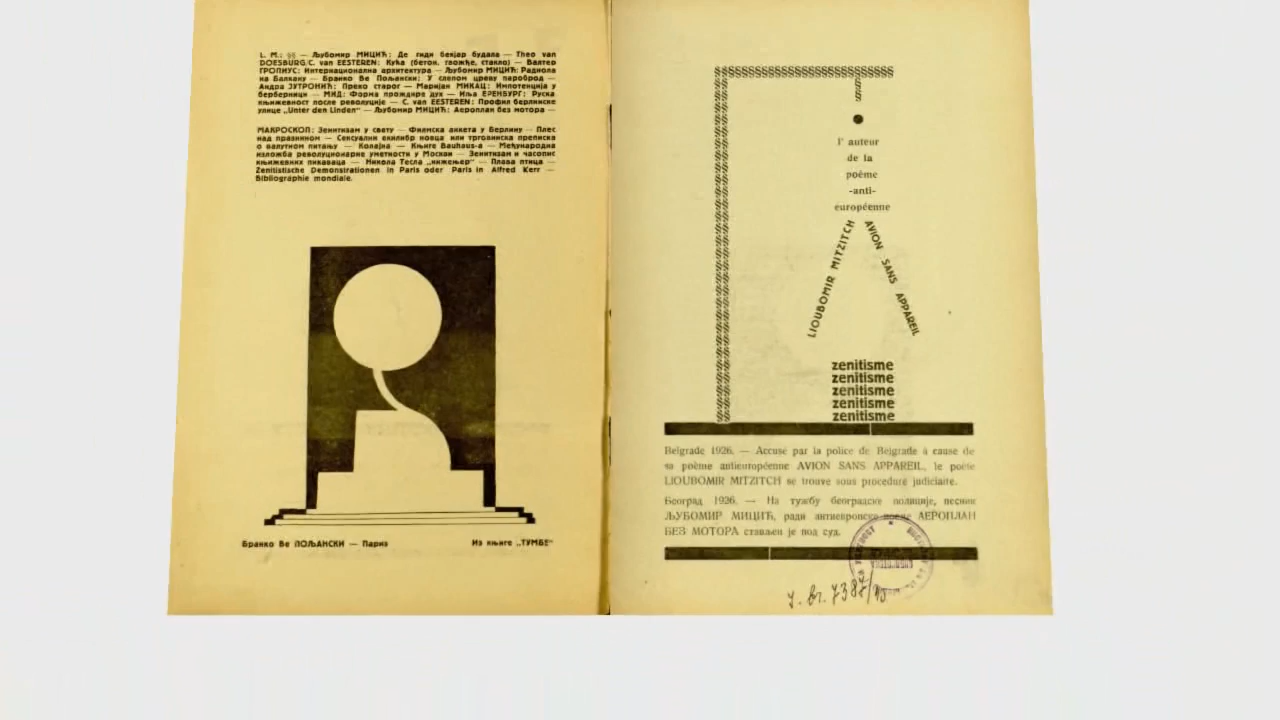 L. M.: 95 — Љубомир МИЦИЋ: Де гиди бекјар будала — Theo van
DOESBURG/C. van EESTEREN: Кућа (бетон, гвожђе, стакло) — Валтер
ГРОПИУС: Интернационална архитектура — Љубомир МИЦИЋ: Радиола
на Балкану — Бранко Ве Пољански: У слепом цреву пароброд —
Андра ЈУТРОНИЋ: Преко старог — Маријан МИКАЦ: Импотенција у
берберници — МИД: Форма прождира дух — Иља ЕРЕНБУРГ: Руска
књижевност после револуције — C. van EESTEREN: Профил берлинске
улице „Unter den Linden“ — Љубомир МИЦИЋ: Аероплан без мотора —
МАКРОСКОП: Зенитизам у свету — Филмска анкета у Берлину — Плес
над празнином — Сексуални еквилибр новца или трговинска преписка
о валутном питању — Колајна — Књиге Bauhaus-а — Међународна
изложба револуционарне уметности у Москви — Зенитизам и часопис
књижевних пикаваца — Никола Тесла „инжењер“ — Плава птица —
Zenitistische Demonstrationen in Paris oder Paris in Alfred Kerr —
Bibliographie mondiale.
Бранко Ве ПОЉАНСКИ — Париз
Из књиге „ТУМБЕ“
l' auteur
de la
poème
-anti-
européenne
LIOUBOMIR MITZITCH
AVION SANS APPAREIL
zenitisme
zenitisme
zenitisme
zenitisme
zenitisme
Belgrade 1926. — Accusé par la police de Belgrade à cause de
sa poème antieuropéenne AVION SANS APPAREIL, le poète
LIOUBOMIR MITZITCH se trouve sous procedure judiciaire.
Београд 1926. — На тужбу београдске полиције, песник
ЉУБОМИР МИЦИЋ, ради антиевропске поеме АЕРОПЛАН
БЕЗ МОТОРА стављен је под суд.